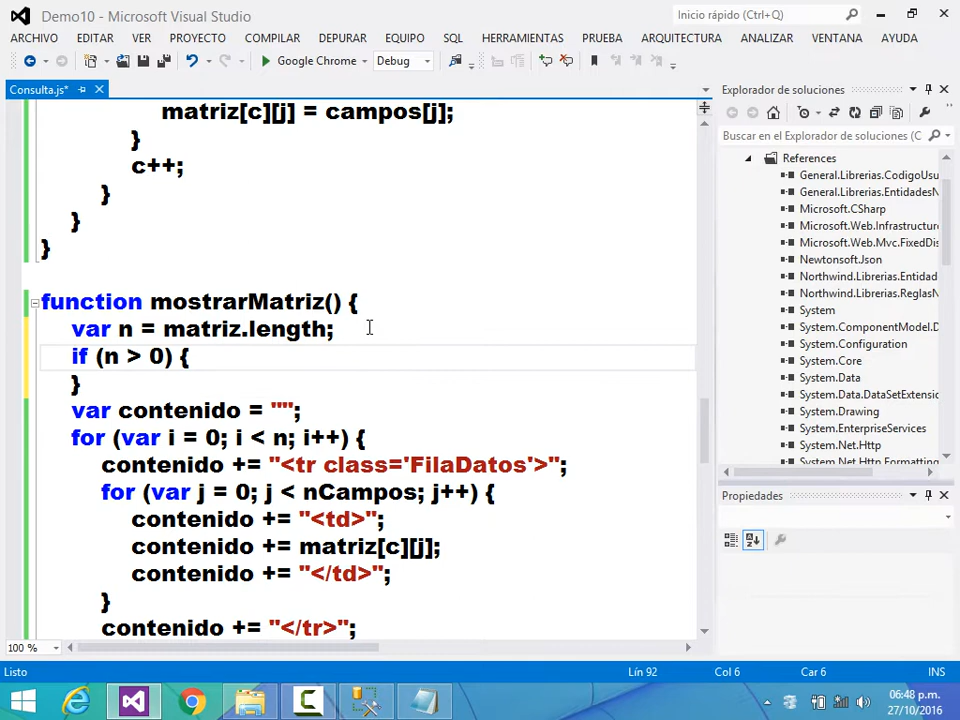 Demo10 - Microsoft Visual Studio
Inicio rápido (Ctrl+Q)
ARCHIVO EDITAR VER PROYECTO COMPILAR DEPURAR EQUIPO SQL HERRAMIENTAS PRUEBA ARQUITECTURA ANALIZAR VENTANA AYUDA
Google Chrome Debug
Consulta.js*
matriz[c][j] = campos[j];
}
c++;
}
}
}
function mostrarMatriz() {
var n = matriz.length;
if (n > 0) {
}
var contenido = "";
for (var i = 0; i < n; i++) {
contenido += "<tr class='FilaDatos'>";
for (var j = 0; j < nCampos; j++) {
contenido += "<td>";
contenido += matriz[c][j];
contenido += "</td>";
}
contenido += "</tr>";
100 %
Explorador de soluciones
Buscar en el Explorador de soluciones (C
References
General.Librerias.CodigoUsu
General.Librerias.EntidadesN
Microsoft.CSharp
Microsoft.Web.Infrastructure
Microsoft.Web.Mvc.FixedDis
Newtonsoft.Json
Northwind.Librerias.Entidad
Northwind.Librerias.ReglasN
System
System.ComponentModel.D
System.Configuration
System.Core
System.Data
System.Data.DataSetExtensio
System.Drawing
System.EnterpriseServices
System.Net.Http
System.Net.Http.Formatting
Propiedades
Listo Lín 92 Col 6 Car 6 INS
06:48 p.m.
27/10/2016